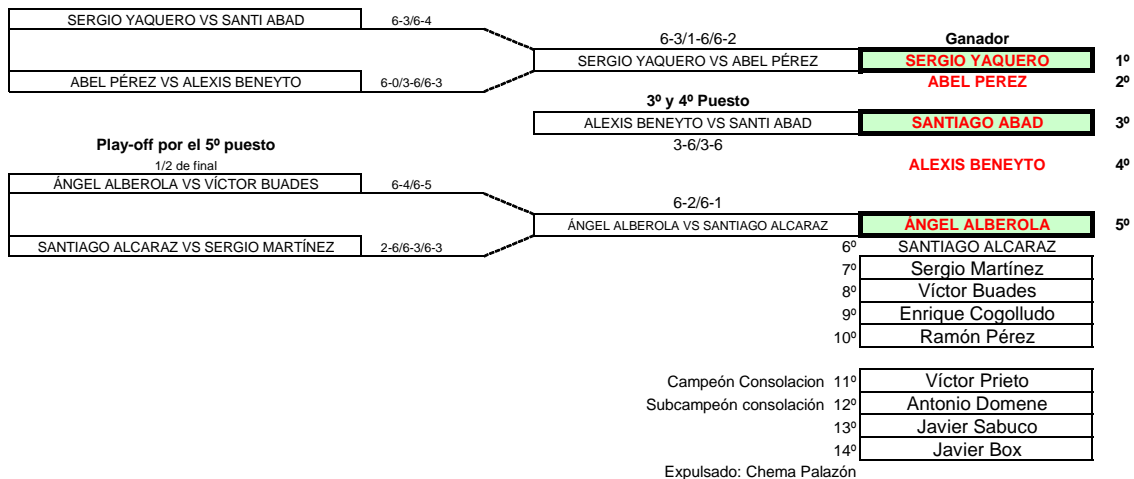 SERGIO YAQUERO VS SANTI ABAD 6-3/6-4
6-3/1-6/6-2 Ganador
SERGIO YAQUERO VS ABEL PÉREZ SERGIO YAQUERO 1º
ABEL PÉREZ VS ALEXIS BENEYTO 6-0/3-6/6-3 ABEL PEREZ 2º
3º y 4º Puesto
ALEXIS BENEYTO VS SANTI ABAD SANTIAGO ABAD 3º
Play-off por el 5º puesto 3-6/3-6
1/2 de final ALEXIS BENEYTO 4º
ÁNGEL ALBEROLA VS VÍCTOR BUADES 6-4/6-5
6-2/6-1
ÁNGEL ALBEROLA VS SANTIAGO ALCARAZ ÁNGEL ALBEROLA 5º
SANTIAGO ALCARAZ VS SERGIO MARTÍNEZ 2-6/6-3/6-3 6º SANTIAGO ALCARAZ
7º Sergio Martínez
8º Víctor Buades
9º Enrique Cogolludo
10º Ramón Pérez
Campeón Consolacion 11º Víctor Prieto
Subcampeón consolación 12º Antonio Domene
13º Javier Sabuco
14º Javier Box
Expulsado: Chema Palazón